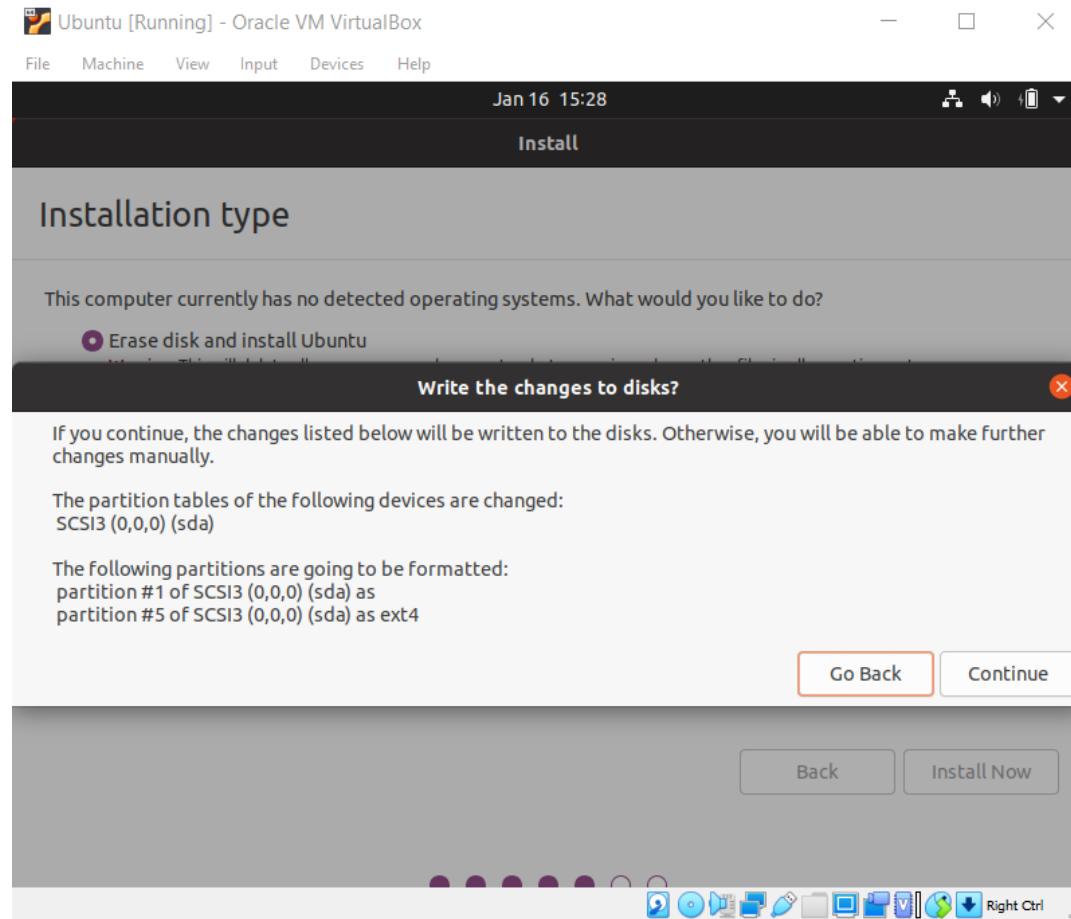 Ubuntu [Running] - Oracle VM VirtualBox
File Machine View Input Devices Help
Jan 16 15:28
Install
Installation type
This computer currently has no detected operating systems. What would you like to do?
Erase disk and install Ubuntu
Write the changes to disks?
If you continue, the changes listed below will be written to the disks. Otherwise, you will be able to make further
changes manually.
The partition tables of the following devices are changed:
SCSI3 (0,0,0) (sda)
The following partitions are going to be formatted:
partition #1 of SCSI3 (0,0,0) (sda) as
partition #5 of SCSI3 (0,0,0) (sda) as ext4
Go Back Continue
Back Install Now
Right Ctrl